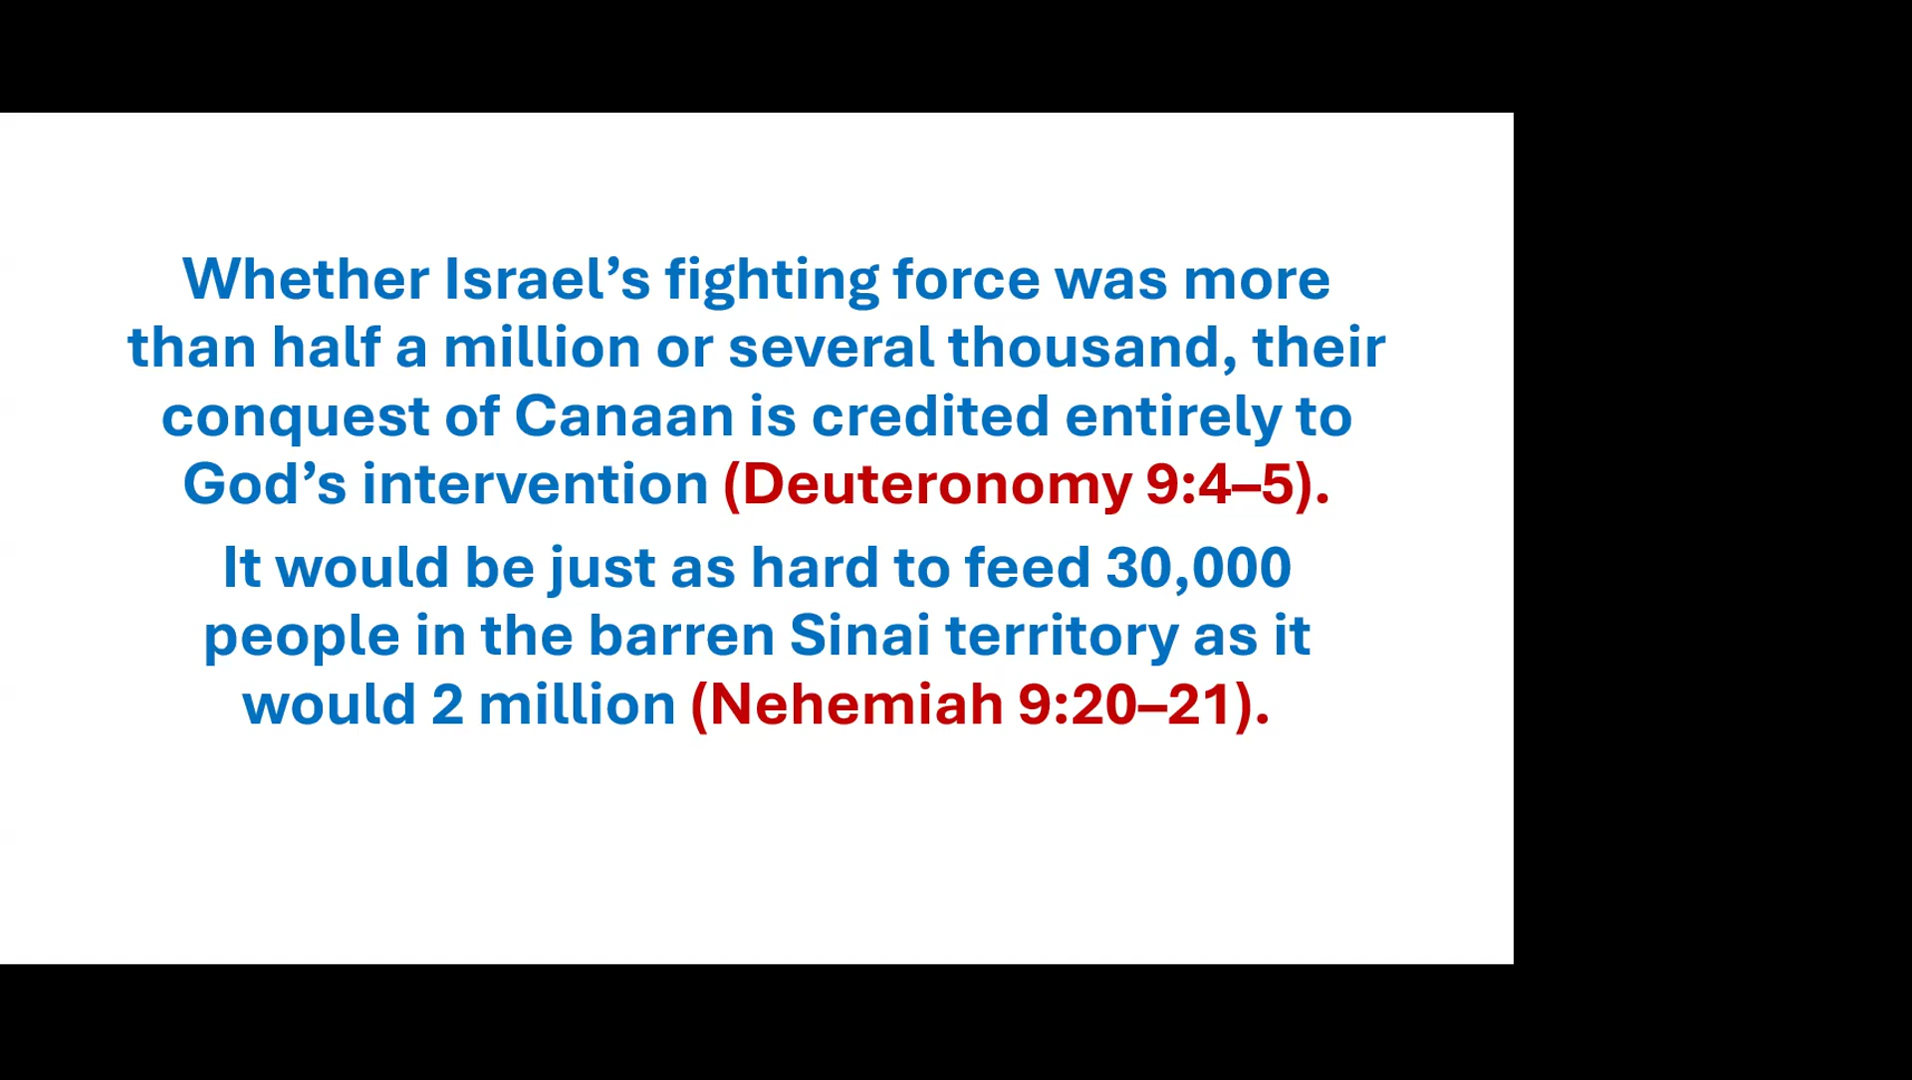 Whether Israel’s fighting force was more
than half a million or several thousand, their
conquest of Canaan is credited entirely to
God’s intervention (Deuteronomy 9:4–5).
It would be just as hard to feed 30,000
people in the barren Sinai territory as it
would 2 million (Nehemiah 9:20–21).